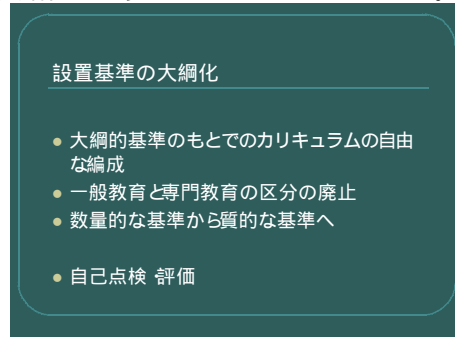 設置基準の大綱化
● 大綱的基準のもとでのカリキュラムの自由
な編成
● 一般教育と専門教育の区分の廃止
● 数量的な基準から質的な基準へ
● 自己点検・評価